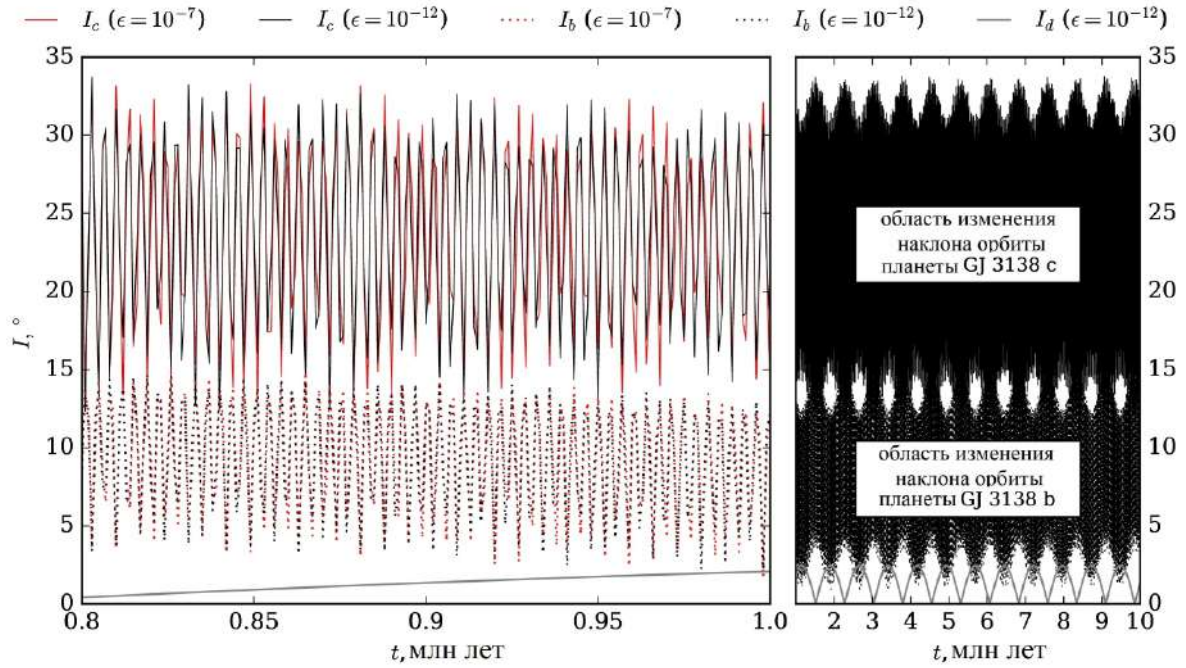 I_c (ϵ=10^−7) I_c (ϵ=10^−12) I_b (ϵ=10^−7) I_b (ϵ=10^−12) I_d (ϵ=10^−12)
35
30
25
20
15
10
5
0
I, °
0.8 0.85 0.9 0.95 1.0
t, млн лет
35
30
25
20
15
10
5
0
область изменения
наклона орбиты
планеты GJ 3138 c
область изменения
наклона орбиты
планеты GJ 3138 b
2 3 4 5 6 7 8 9 10
t, млн лет